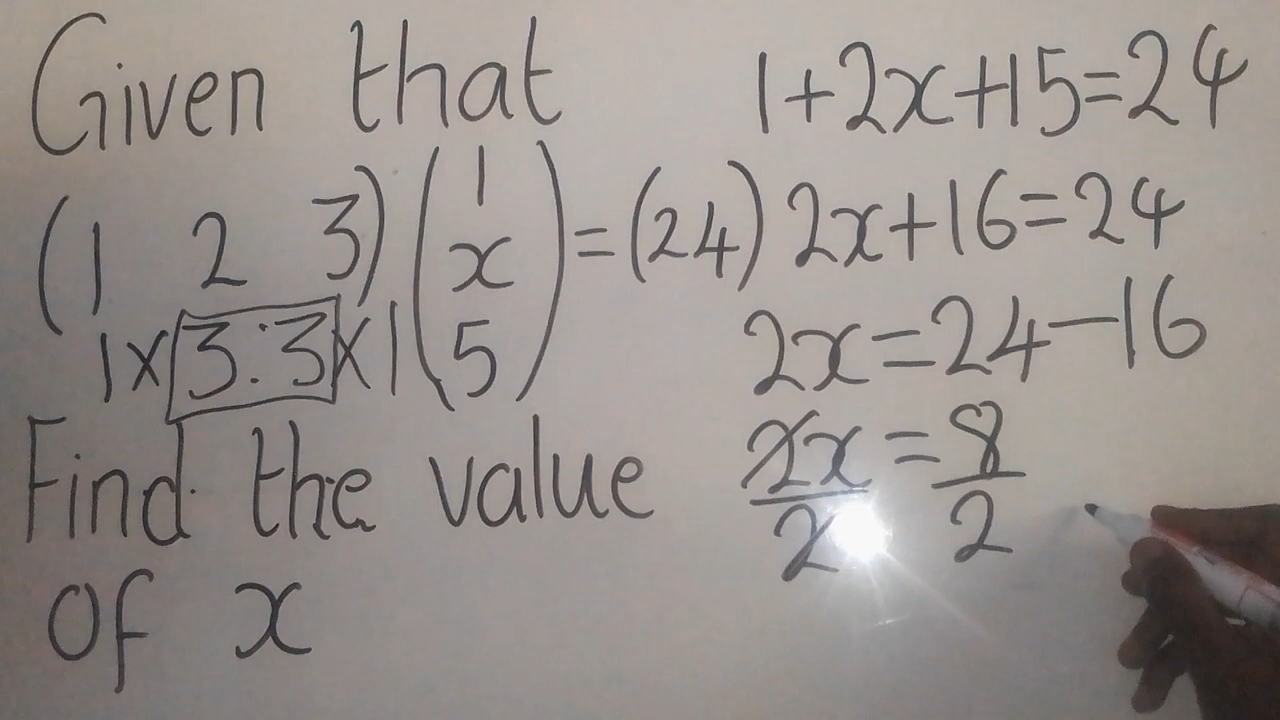 Given that
(1 2 3) (1 x 5) = (24)
1x 3:3 x1
Find the value
of x
1+2x+15=24
2x+16=24
2x=24-16
2x/2 = 8/2